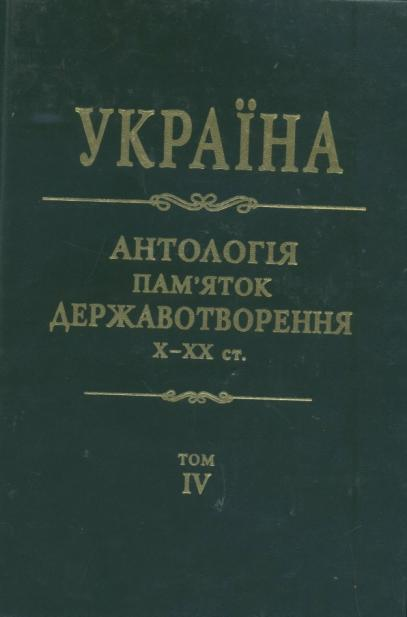 УКРАЇНА
АНТОЛОГІЯ
ПАМ'ЯТОК
ДЕРЖАВОТВОРЕННЯ
X–XX ст.
ТОМ
IV